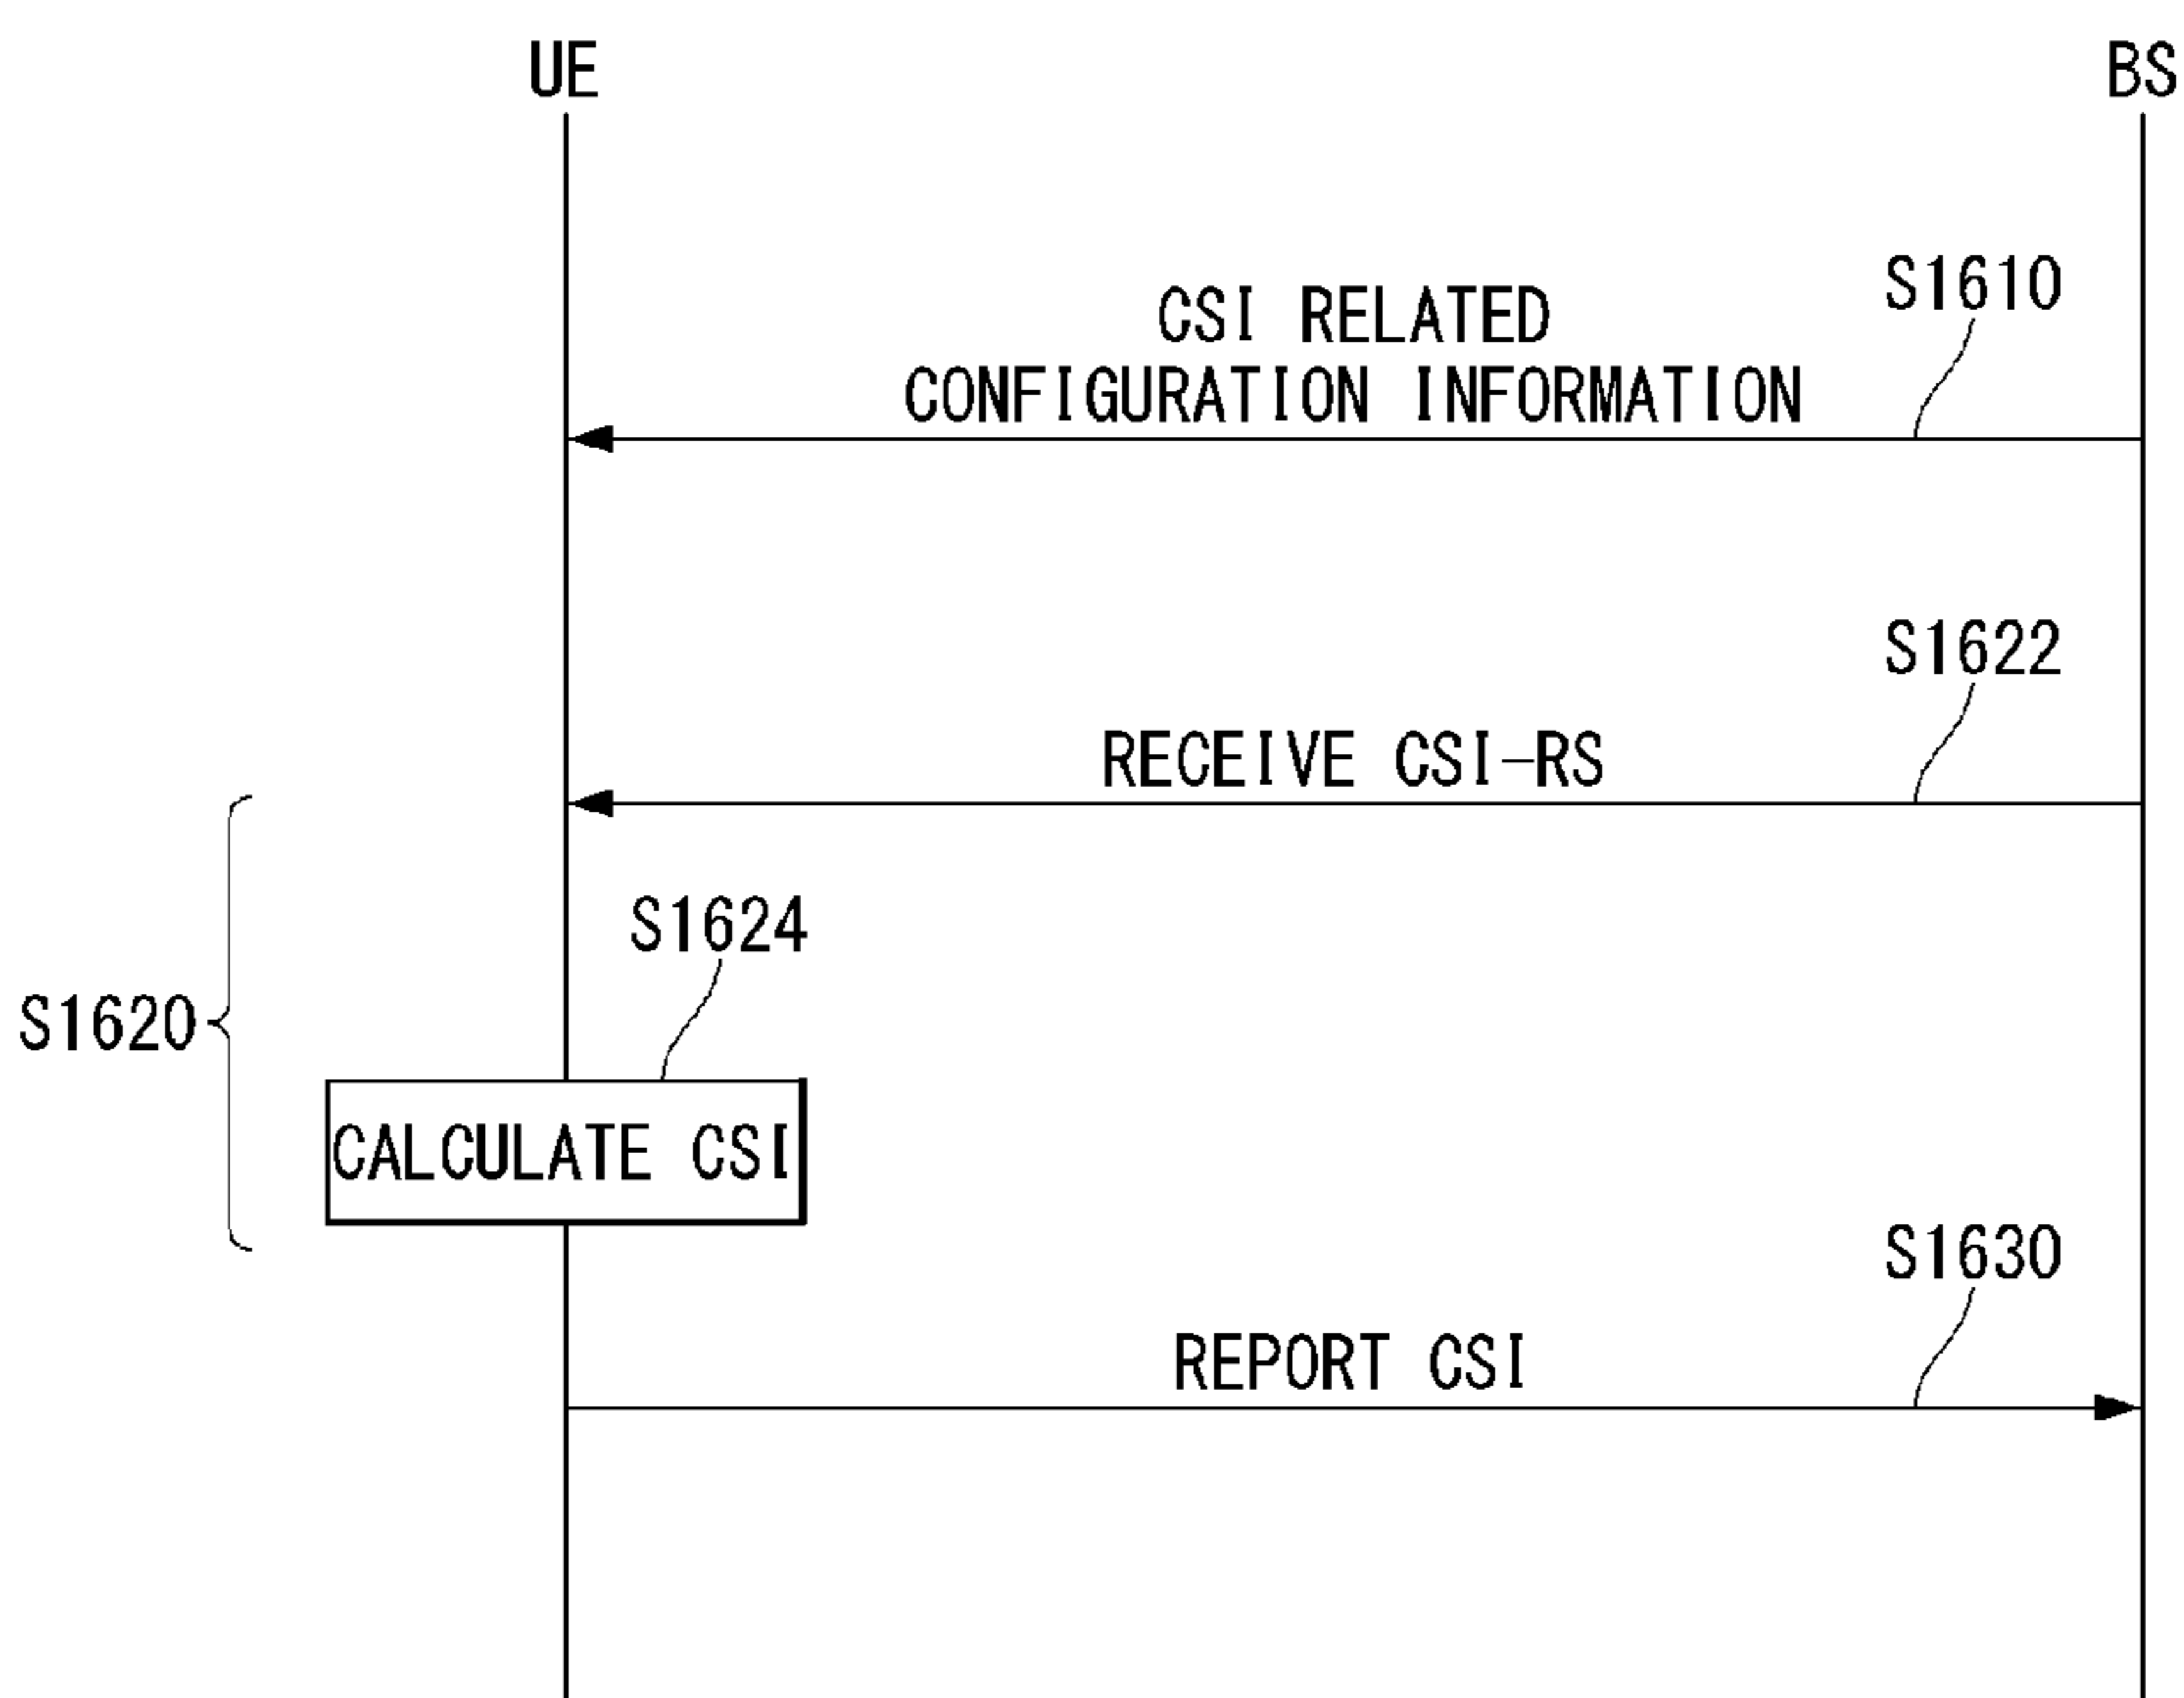 UE
BS
S1610
CSI RELATED
CONFIGURATION INFORMATION
S1622
RECEIVE CSI-RS
S1624
S1620
CALCULATE CSI
S1630
REPORT CSI